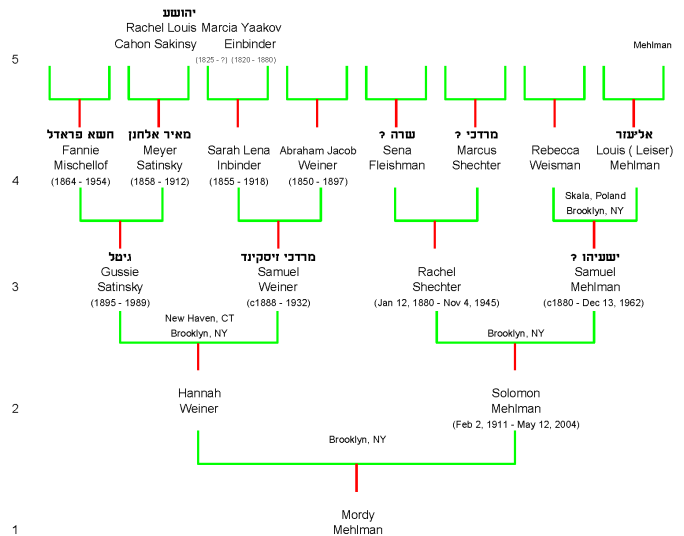 יהושע
Rachel Louis Marcia Yaakov
Cahon Sakinsy Einbinder
(1825 - ?) (1820 - 1880)
Mehlman
5
חשא פראדל מאיר אלחנן שרה ? מרדכי ? אליעזר
Fannie Meyer Sarah Lena Abraham Jacob Sena Marcus Rebecca Louis ( Leiser)
Mischellof Satinsky Inbinder Weiner Fleishman Shechter Weisman Mehlman
(1864 - 1954) (1858 - 1912) (1855 - 1918) (1850 - 1897)
4
Skala, Poland
Brooklyn, NY
גיטל מרדכי זיסקינד ישעיהו ?
Gussie Samuel Rachel Samuel
Satinsky Weiner Shechter Mehlman
3
(1895 - 1989) (c1888 - 1932) (Jan 12, 1880 - Nov 4, 1945) (c1880 - Dec 13, 1962)
New Haven, CT
Brooklyn, NY Brooklyn, NY
Hannah Solomon
2
Weiner Mehlman
(Feb 2, 1911 - May 12, 2004)
Brooklyn, NY
Mordy
1
Mehlman